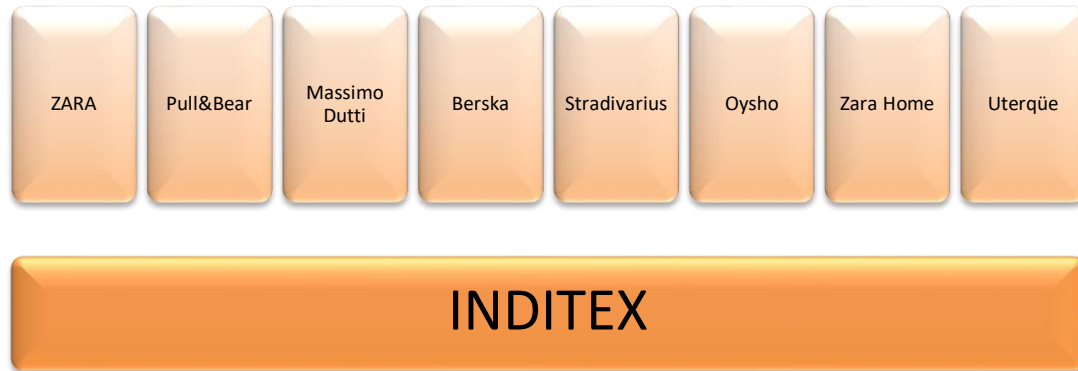 ZARA
Pull&Bear
Massimo
Dutti
Berska
Stradivarius
Oysho
Zara Home
Uterqüe
INDITEX